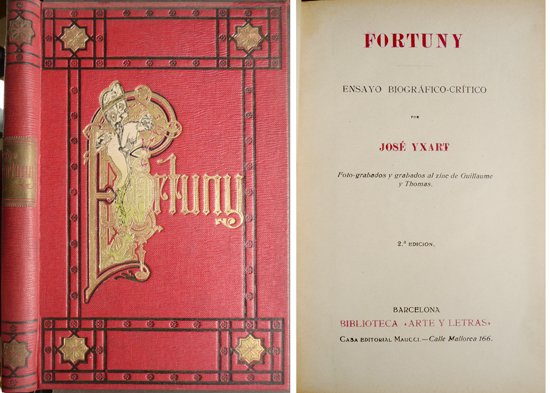 Fortuny
FORTUNY
ENSAYO BIOGRÁFICO-CRÍTICO
POR
JOSÉ YXART
Foto-grabados y grabados al zinc de Guillaume
y Thomas.
2.ª EDICION.
BARCELONA
BIBLIOTECA «ARTE Y LETRAS»
CASA EDITORIAL MAUCCI.—Calle Mallorca 166.